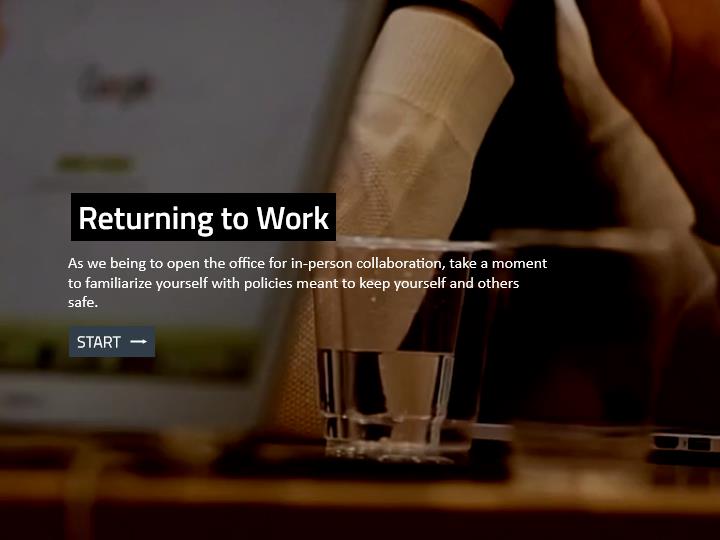 Google
Returning to Work
As we being to open the office for in-person collaboration, take a moment
to familiarize yourself with policies meant to keep yourself and others
safe.
START